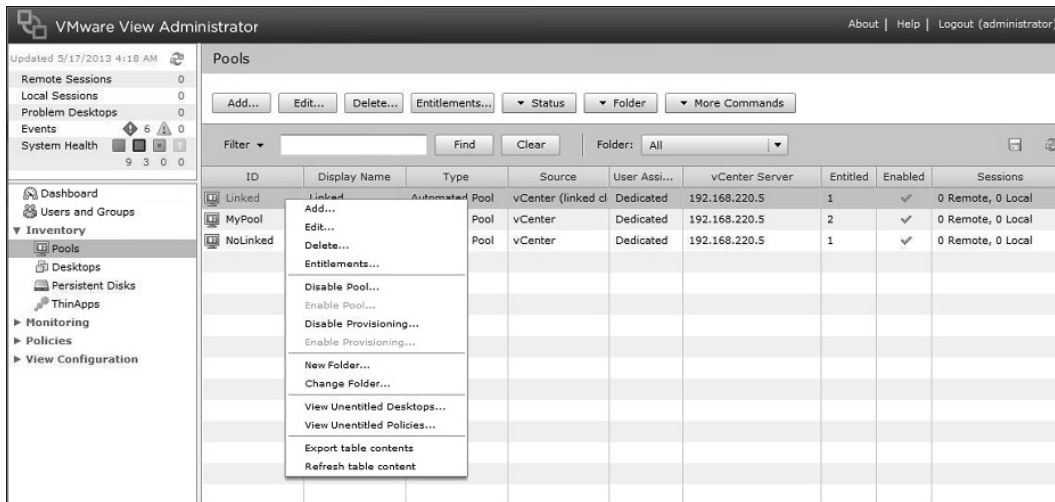 VMware View Administrator
About | Help | Logout (administrator)
Updated 5/17/2013 4:18 AM
Remote Sessions 0
Local Sessions 0
Problem Desktops 0
Events 6 0
System Health
9 3 0 0
Dashboard
Users and Groups
Inventory
Pools
Desktops
Persistent Disks
ThinApps
Monitoring
Policies
View Configuration
Pools
Add... Edit... Delete... Entitlements... Status Folder More Commands
Filter Find Clear Folder: All
ID Display Name Type Source User Assi... vCenter Server Entitled Enabled Sessions
Linked Linked Automated Pool vCenter (linked cl Dedicated 192.168.220.5 1 0 Remote, 0 Local
MyPool Pool vCenter Dedicated 192.168.220.5 2 0 Remote, 0 Local
NoLinked Pool vCenter Dedicated 192.168.220.5 1 0 Remote, 0 Local
Add...
Edit...
Delete...
Entitlements...
Disable Pool...
Enable Pool...
Disable Provisioning...
Enable Provisioning...
New Folder...
Change Folder...
View Unentitled Desktops...
View Unentitled Policies...
Export table contents
Refresh table content